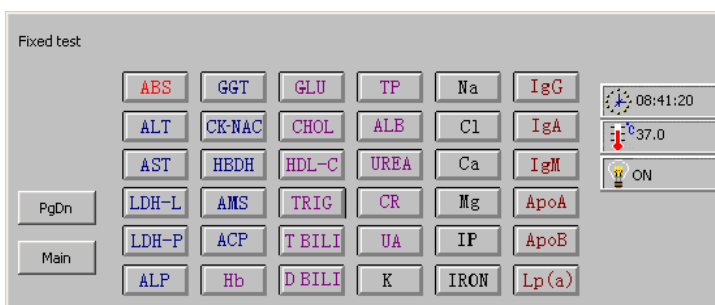 Fixed test
ABS GGT GLU TP Na IgG
08:41:20
ALT CK-NAC CHOL ALB Cl IgA
°C 37.0
AST HBDH HDL-C UREA Ca IgM
ON
PgDn
LDH-L AMS TRIG CR Mg ApoA
LDH-P ACP T BILI UA IP ApoB
Main
ALP Hb D BILI K IRON Lp(a)